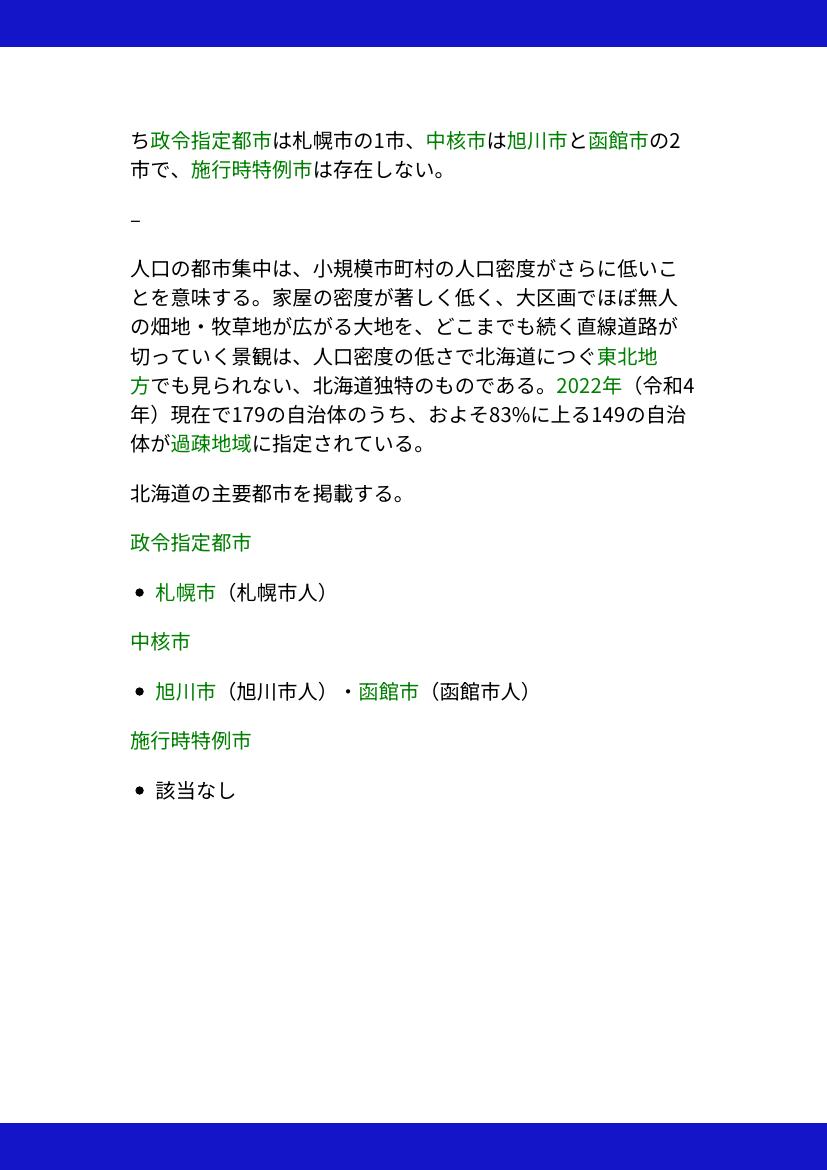 ち政令指定都市は札幌市の1市、中核市は旭川市と函館市の2
市で、施行時特例市は存在しない。
–
人口の都市集中は、小規模市町村の人口密度がさらに低いこ
とを意味する。家屋の密度が著しく低く、大区画でほぼ無人
の畑地・牧草地が広がる大地を、どこまでも続く直線道路が
切っていく景観は、人口密度の低さで北海道につぐ東北地
方でも見られない、北海道独特のものである。2022年（令和4
年）現在で179の自治体のうち、およそ83%に上る149の自治
体が過疎地域に指定されている。
北海道の主要都市を掲載する。
政令指定都市
• 札幌市（札幌市人）
中核市
• 旭川市（旭川市人）・函館市（函館市人）
施行時特例市
• 該当なし